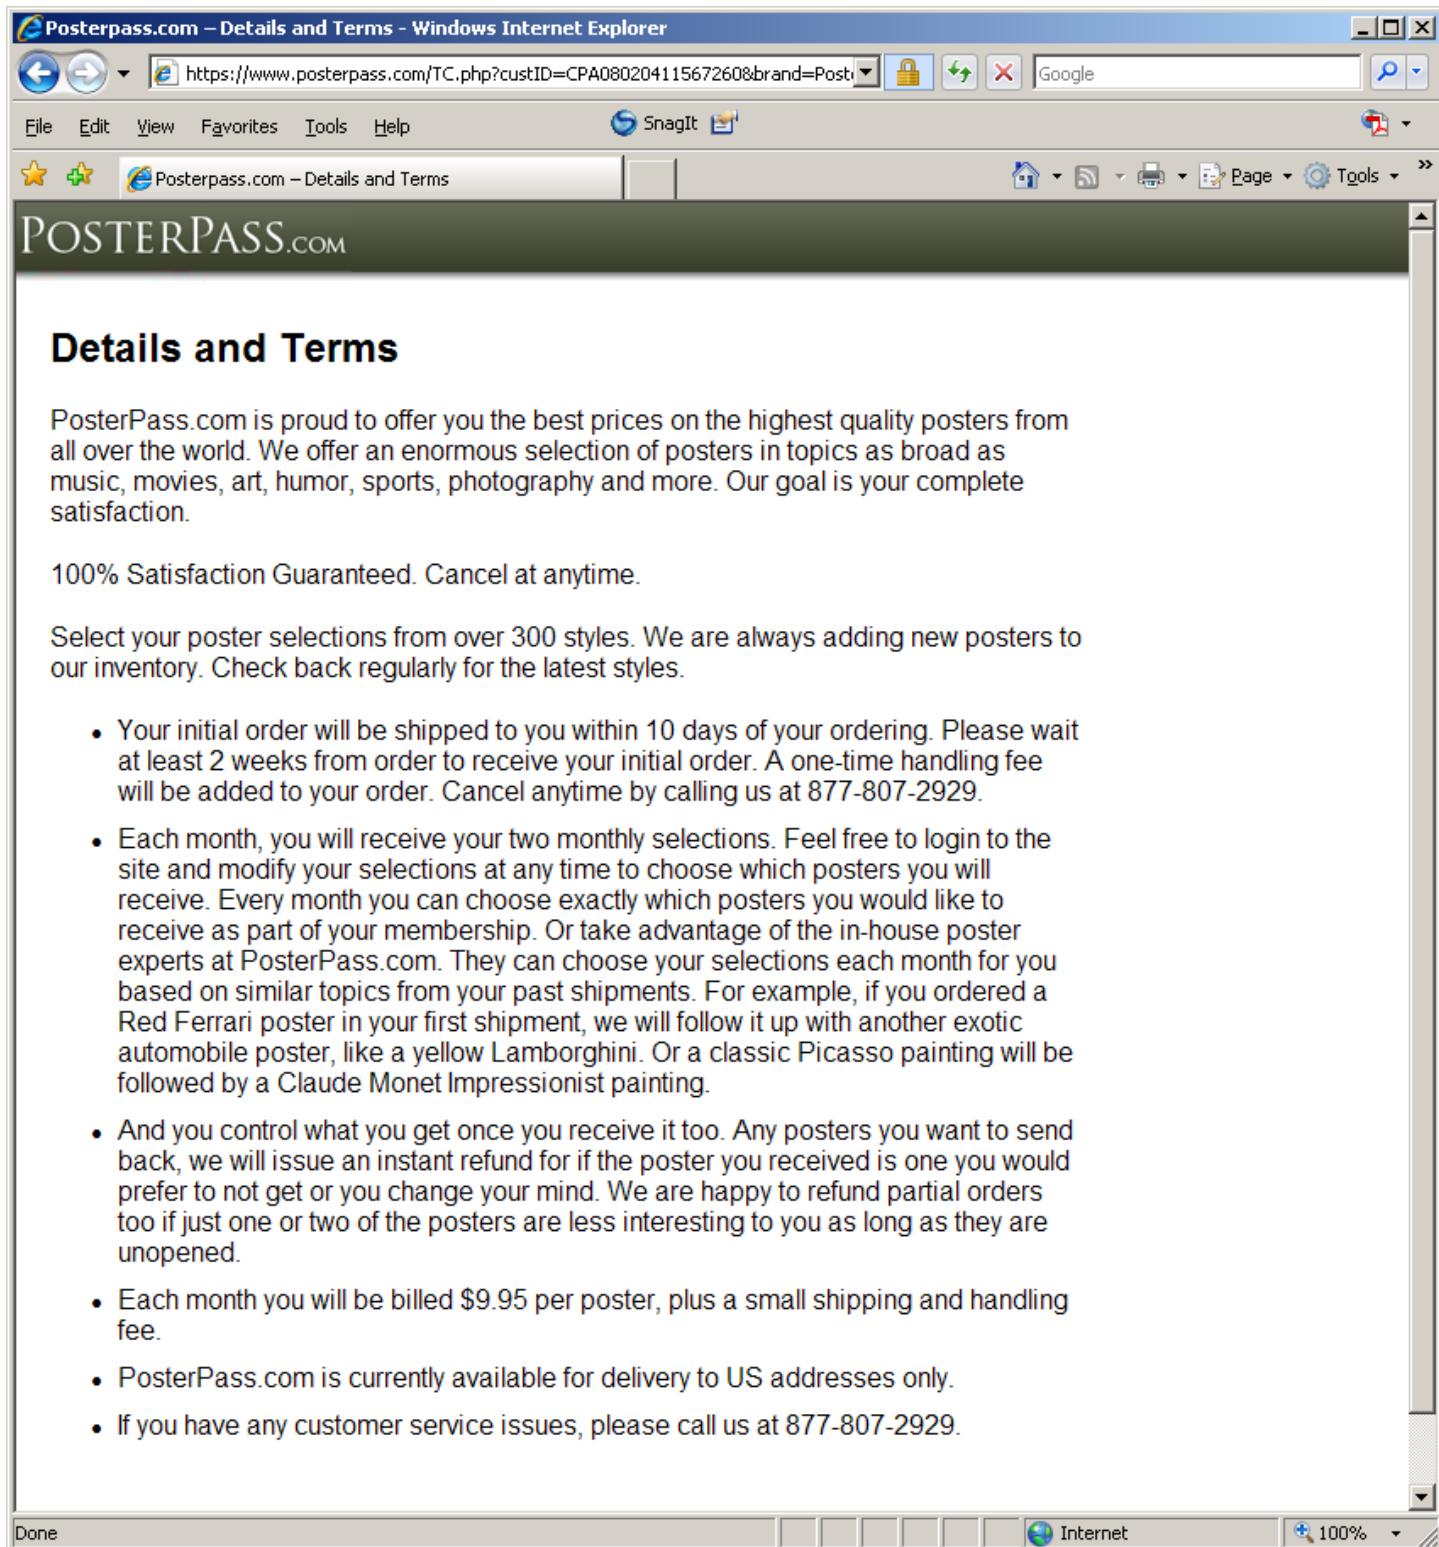 Posterpass.com – Details and Terms - Windows Internet Explorer
https://www.posterpass.com/TC.php?custID=CPA0802041156726​0&brand=Post
Google
File Edit View Favorites Tools Help
SnagIt
Posterpass.com – Details and Terms
Page Tools »
POSTERPASS.COM
Details and Terms
PosterPass.com is proud to offer you the best prices on the highest quality posters from
all over the world. We offer an enormous selection of posters in topics as broad as
music, movies, art, humor, sports, photography and more. Our goal is your complete
satisfaction.
100% Satisfaction Guaranteed. Cancel at anytime.
Select your poster selections from over 300 styles. We are always adding new posters to
our inventory. Check back regularly for the latest styles.
• Your initial order will be shipped to you within 10 days of your ordering. Please wait
at least 2 weeks from order to receive your initial order. A one-time handling fee
will be added to your order. Cancel anytime by calling us at 877-807-2929.
• Each month, you will receive your two monthly selections. Feel free to login to the
site and modify your selections at any time to choose which posters you will
receive. Every month you can choose exactly which posters you would like to
receive as part of your membership. Or take advantage of the in-house poster
experts at PosterPass.com. They can choose your selections each month for you
based on similar topics from your past shipments. For example, if you ordered a
Red Ferrari poster in your first shipment, we will follow it up with another exotic
automobile poster, like a yellow Lamborghini. Or a classic Picasso painting will be
followed by a Claude Monet Impressionist painting.
• And you control what you get once you receive it too. Any posters you want to send
back, we will issue an instant refund for if the poster you received is one you would
prefer to not get or you change your mind. We are happy to refund partial orders
too if just one or two of the posters are less interesting to you as long as they are
unopened.
• Each month you will be billed $9.95 per poster, plus a small shipping and handling
fee.
• PosterPass.com is currently available for delivery to US addresses only.
• If you have any customer service issues, please call us at 877-807-2929.
Done
Internet
100%